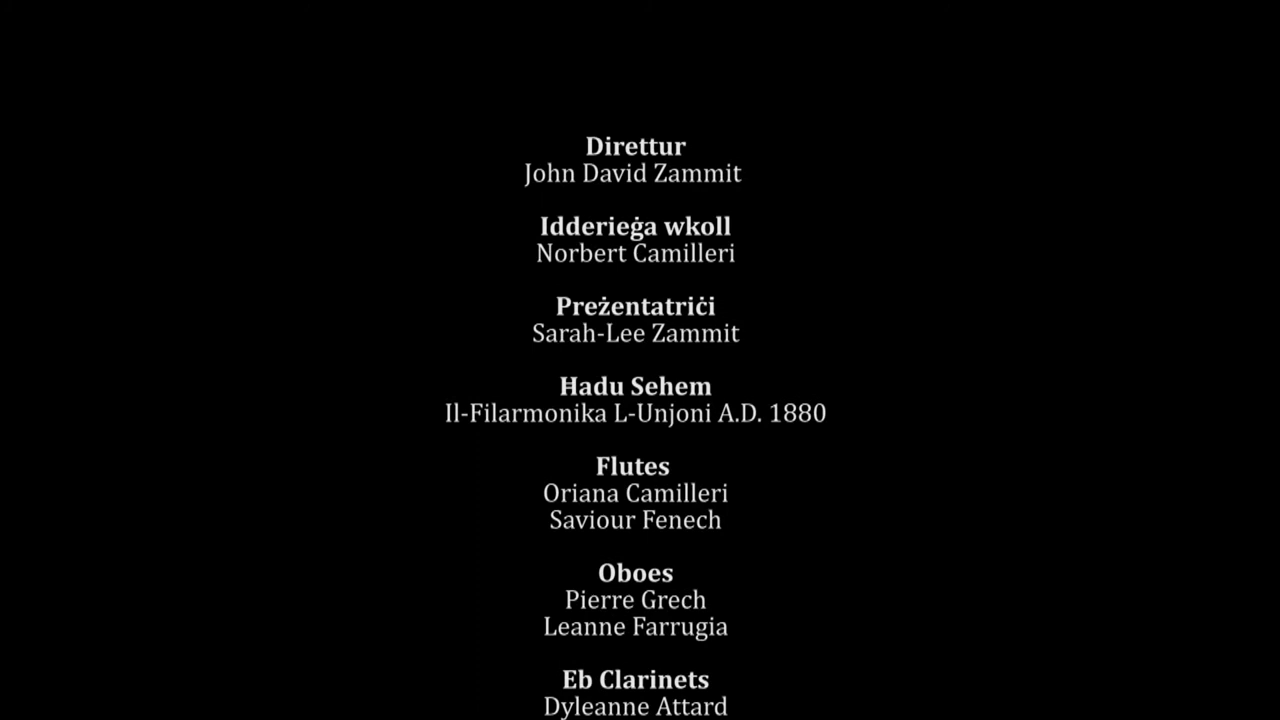 Direttur
John David Zammit
Idderieġa wkoll
Norbert Camilleri
Preżentatriċi
Sarah-Lee Zammit
Ħadu Sehem
Il-Filarmonika L-Unjoni A.D. 1880
Flutes
Oriana Camilleri
Saviour Fenech
Oboes
Pierre Grech
Leanne Farrugia
Eb Clarinets
Dyleanne Attard